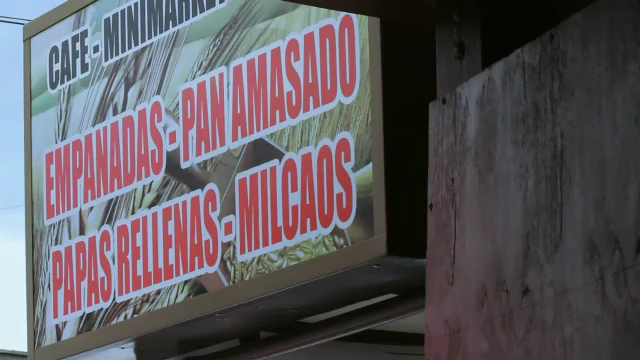 CAFE - MINIMARKET
EMPANADAS - PAN AMASADO
PAPAS RELLENAS - MILCAOS